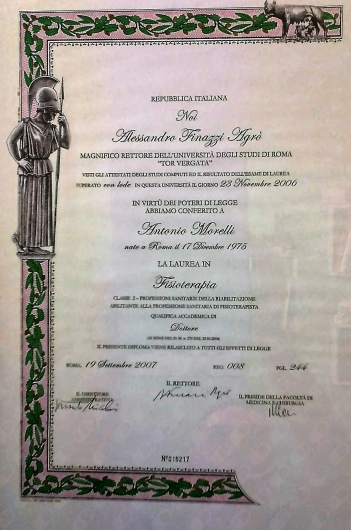 REPUBBLICA ITALIANA
Noi
Alessandro Finazzi Agrò
MAGNIFICO RETTORE DELL'UNIVERSITÀ DEGLI STUDI DI ROMA
"TOR VERGATA"
VISTI GLI ATTESTATI DEGLI STUDI COMPIUTI ED IL RISULTATO DELL'ESAME DI LAUREA
SUPERATO con lode IN QUESTA UNIVERSITÀ IL GIORNO 23 Novembre 2006
IN VIRTÙ DEI POTERI DI LEGGE
ABBIAMO CONFERITO A
Antonio Morelli
nato a Roma il 17 Dicembre 1975
LA LAUREA IN
Fisioterapia
CLASSE 2 - PROFESSIONI SANITARIE DELLA RIABILITAZIONE
ABILITANTE ALLA PROFESSIONE SANITARIA DI FISIOTERAPISTA
QUALIFICA ACCADEMICA DI
Dottore
IL PRESENTE DIPLOMA VIENE RILASCIATO A TUTTI GLI EFFETTI DI LEGGE
ROMA, 19 Settembre 2007 REG. 008 PGL. 244
IL DIRETTORE
AMMINISTRATIVO
IL RETTORE
IL PRESIDE DELLA FACOLTÀ DI
MEDICINA E CHIRURGIA